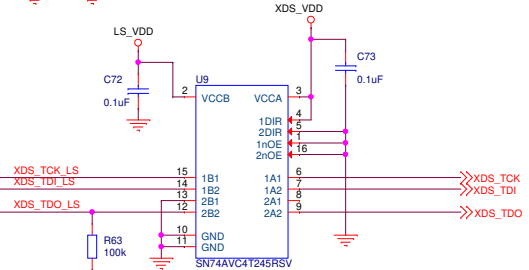 XDS_VDD
LS_VDD
C72
0.1uF
C73
0.1uF
U9
2 VCCB VCCA 3
1DIR 4
2DIR 5
1nOE 1
2nOE 16
XDS_TCK_LS 15 1B1 1A1 6 XDS_TCK
XDS_TDI_LS 14 1B2 1A2 7 XDS_TDI
13 2B1 2A1 8
XDS_TDO_LS 12 2B2 2A2 9 XDS_TDO
10 GND
11 GND
R63
100k
SN74AVC4T245RSV